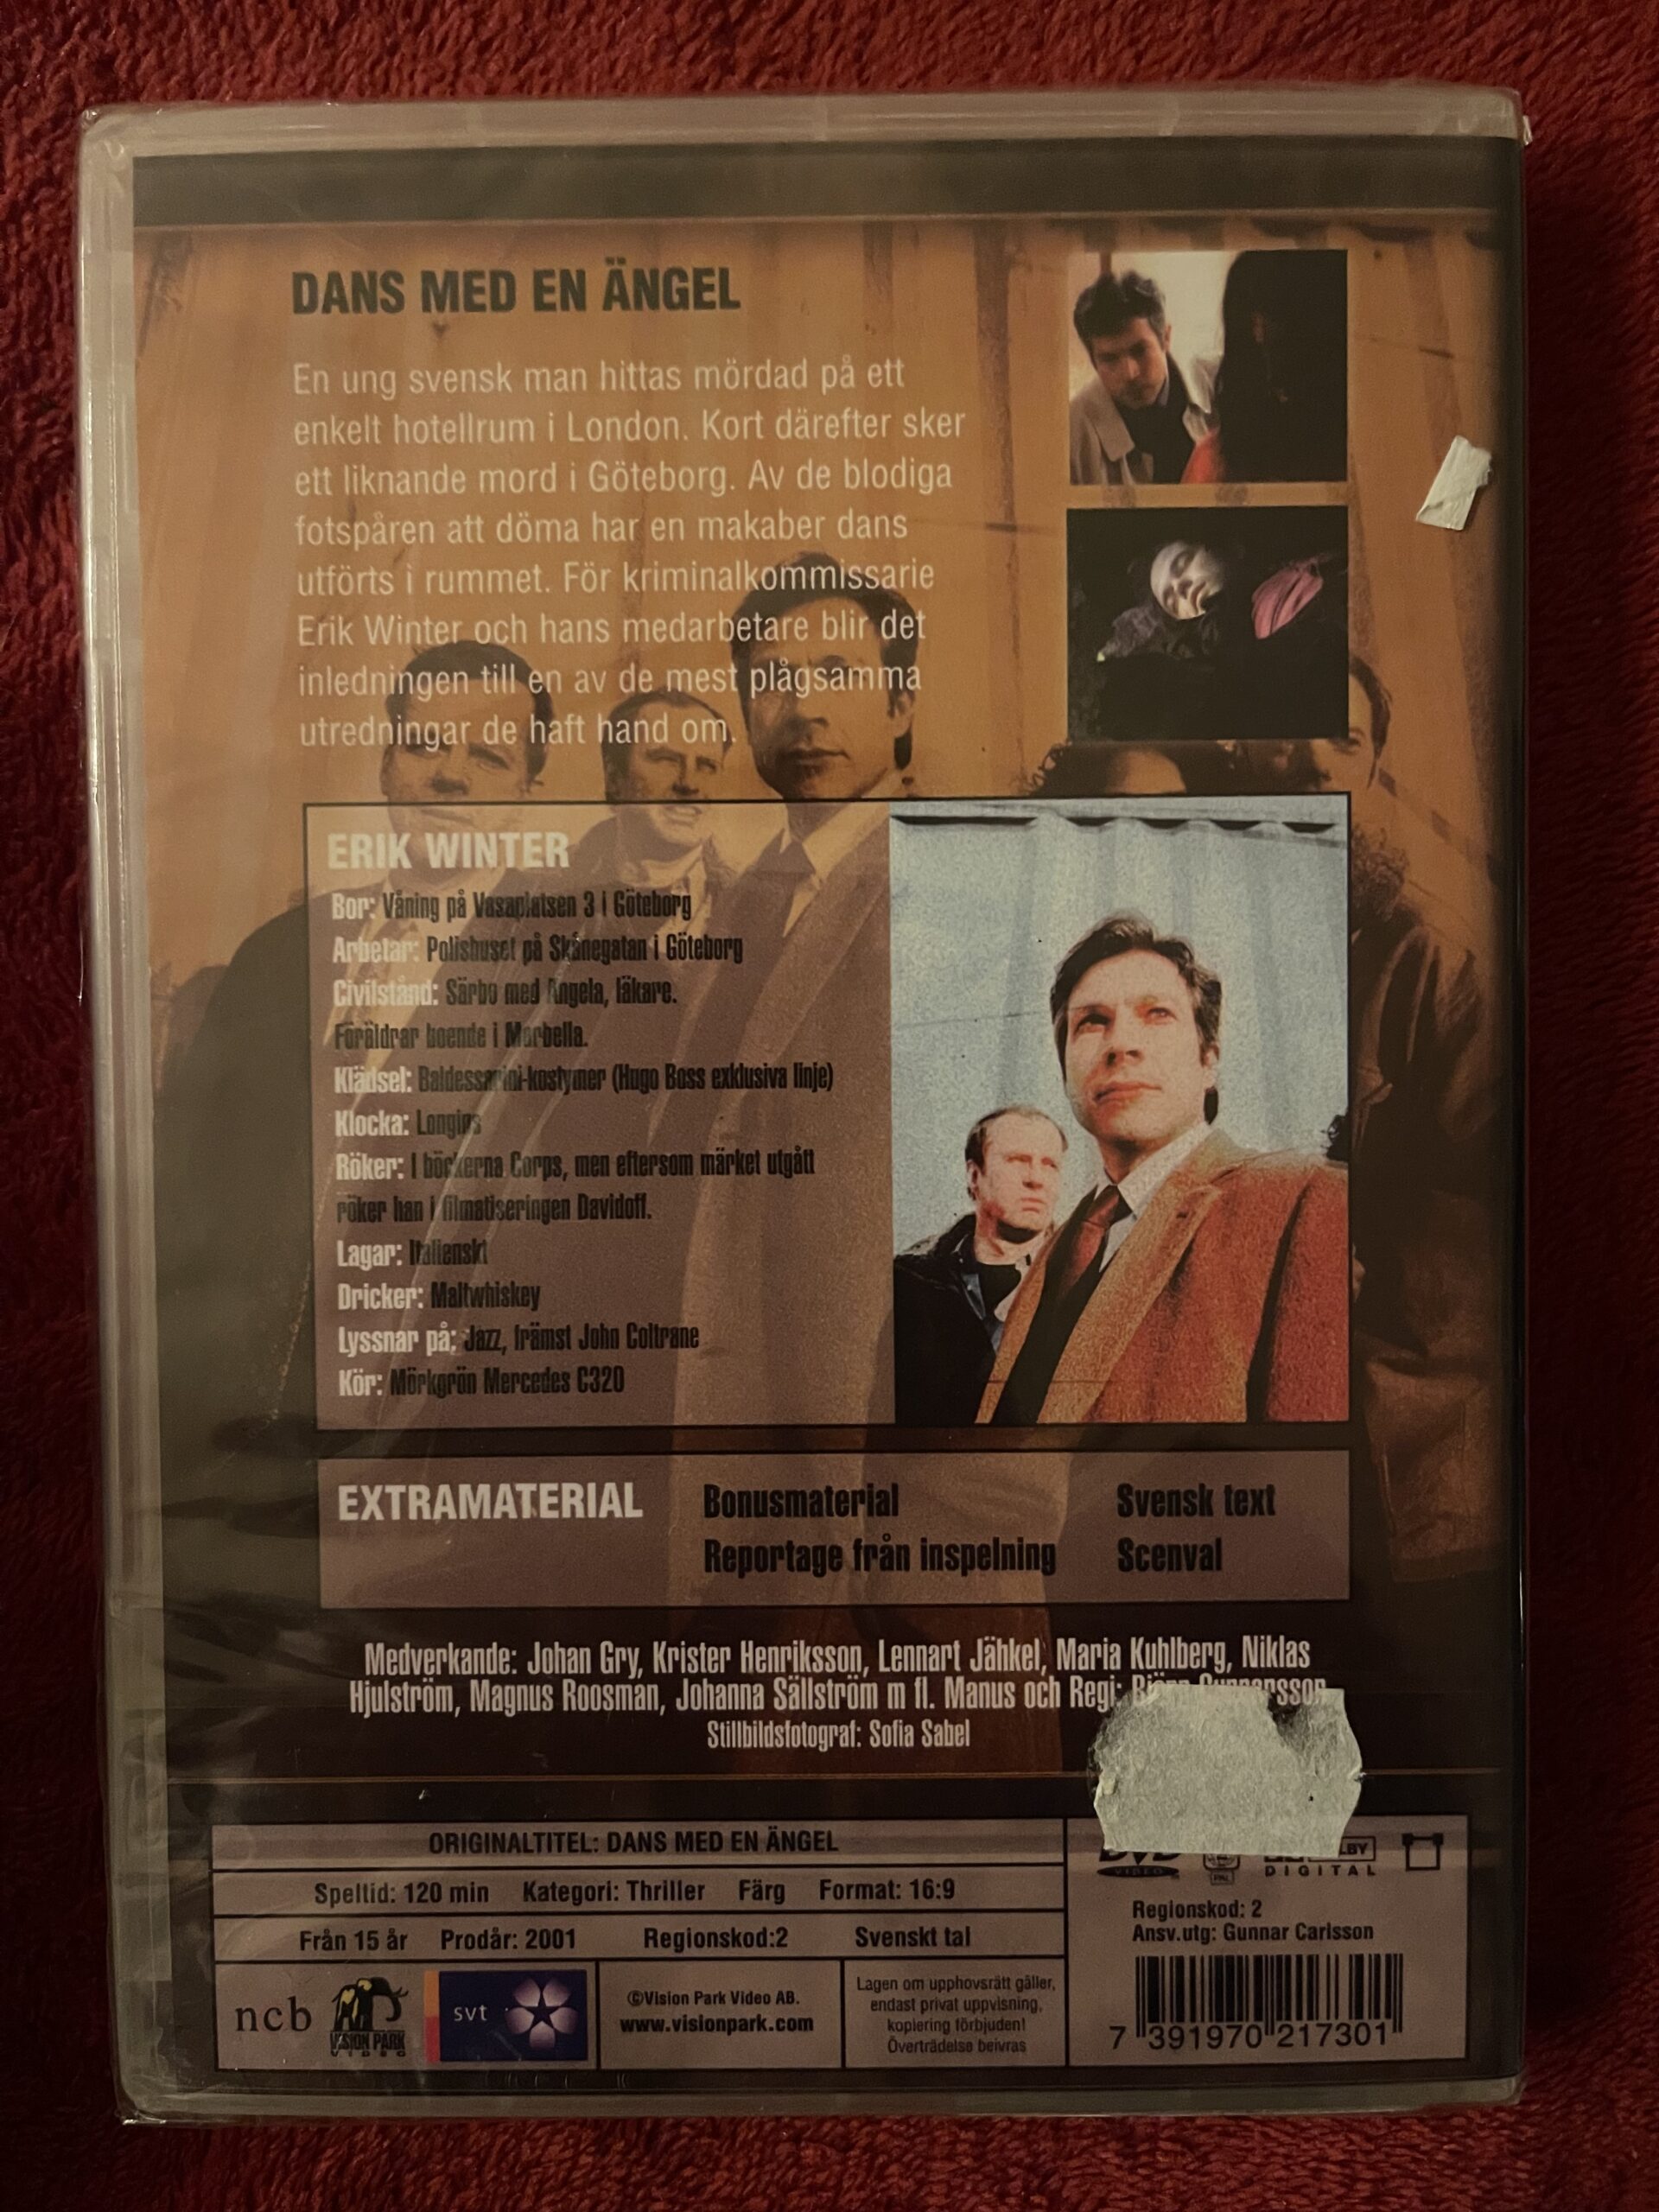 DANS MED EN ÄNGEL
En ung svensk man hittas mördad på ett
enkelt hotellrum i London. Kort därefter sker
ett liknande mord i Göteborg. Av de blodiga
fotspåren att döma har en makaber dans
utförts i rummet. För kriminalkommissarie
Erik Winter och hans medarbetare blir det
inledningen till en av de mest plågsamma
utredningar de haft hand om.
ERIK WINTER
Bor: Våning på Vasaplatsen 3 i Göteborg
Arbetar: Polishuset på Skånegatan i Göteborg
Civilstånd: Särbo med Angela, läkare.
Föräldrar boende i Marbella.
Klädsel: Baldessarini-kostymer (Hugo Boss exklusiva linje)
Klocka: Longins
Röker: I böckerna Corps, men eftersom märket utgått
röker han i filmatiseringen Davidoff.
Lagar: Italienskt
Dricker: Maltwhiskey
Lyssnar på: Jazz, främst John Coltrane
Kör: Mörkgrön Mercedes C320
EXTRAMATERIAL
Bonusmaterial
Reportage från inspelning
Svensk text
Scenval
Medverkande: Johan Gry, Krister Henriksson, Lennart Jähkel, Maria Kuhlberg, Niklas
Hjulström, Magnus Roosman, Johanna Sällström m fl. Manus och Regi:
Stillbildsfotograf: Sofia Sabel
ORIGINALTITEL: DANS MED EN ÄNGEL
Speltid: 120 min Kategori: Thriller Färg Format: 16:9
Från 15 år Prodår: 2001 Regionskod:2 Svenskt tal
ncb
VISION PARK
VIDEO
svt
©Vision Park Video AB.
www.visionpark.com
Lagen om upphovsrätt gäller,
endast privat uppvisning,
kopiering förbjuden!
Överträdelse beivras
VIDEO
PAL
DIGITAL
Regionskod: 2
Ansv.utg: Gunnar Carlsson
7 391970 217301